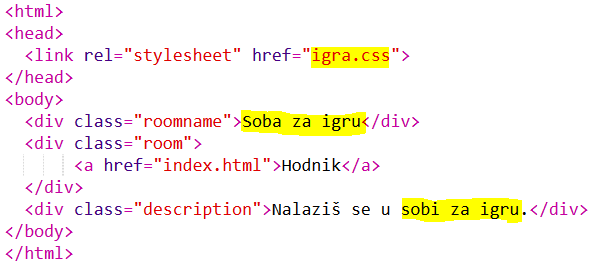 <html>
<head>
<link rel="stylesheet" href="igra.css">
</head>
<body>
<div class="roomname">Soba za igru</div>
<div class="room">
<a href="index.html">Hodnik</a>
</div>
<div class="description">Nalaziš se u sobi za igru.</div>
</body>
</html>